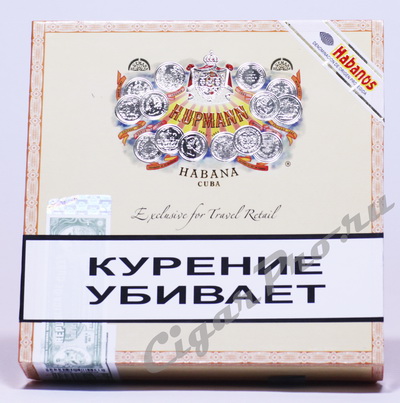 Habanos
H.UPMANN
HABANA
CUBA
Exclusive for Travel Retail
КУРЕНИЕ
УБИВАЕТ
CigarPro.ru